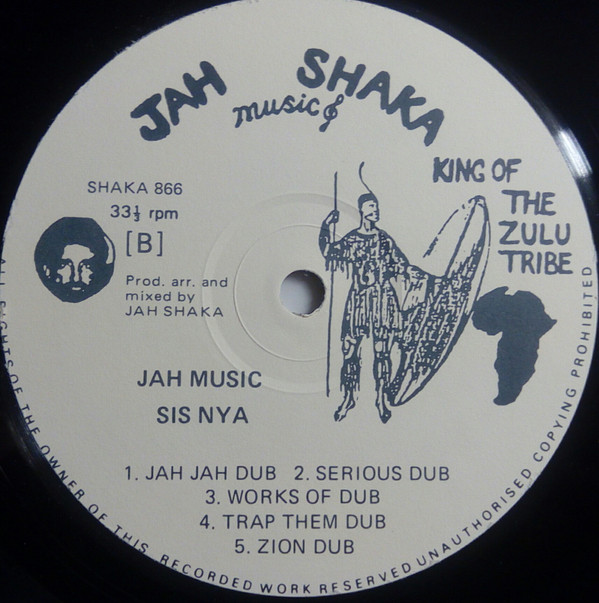 JAH SHAKA
music
KING OF
THE
ZULU
TRIBE
SHAKA 866
33⅓ rpm
[B]
Prod. arr. and
mixed by
JAH SHAKA
JAH MUSIC
SIS NYA
1. JAH JAH DUB 2. SERIOUS DUB
3. WORKS OF DUB
4. TRAP THEM DUB
5. ZION DUB
ALL RIGHTS OF THE OWNER OF THIS RECORDED WORK RESERVED UNAUTHORISED COPYING PROHIBITED